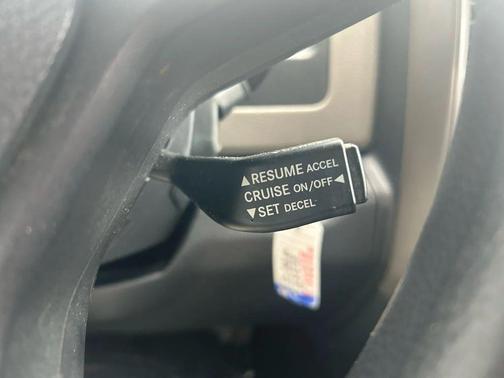 ▲RESUME ACCEL
CRUISE ON/OFF◄
▼SET DECEL